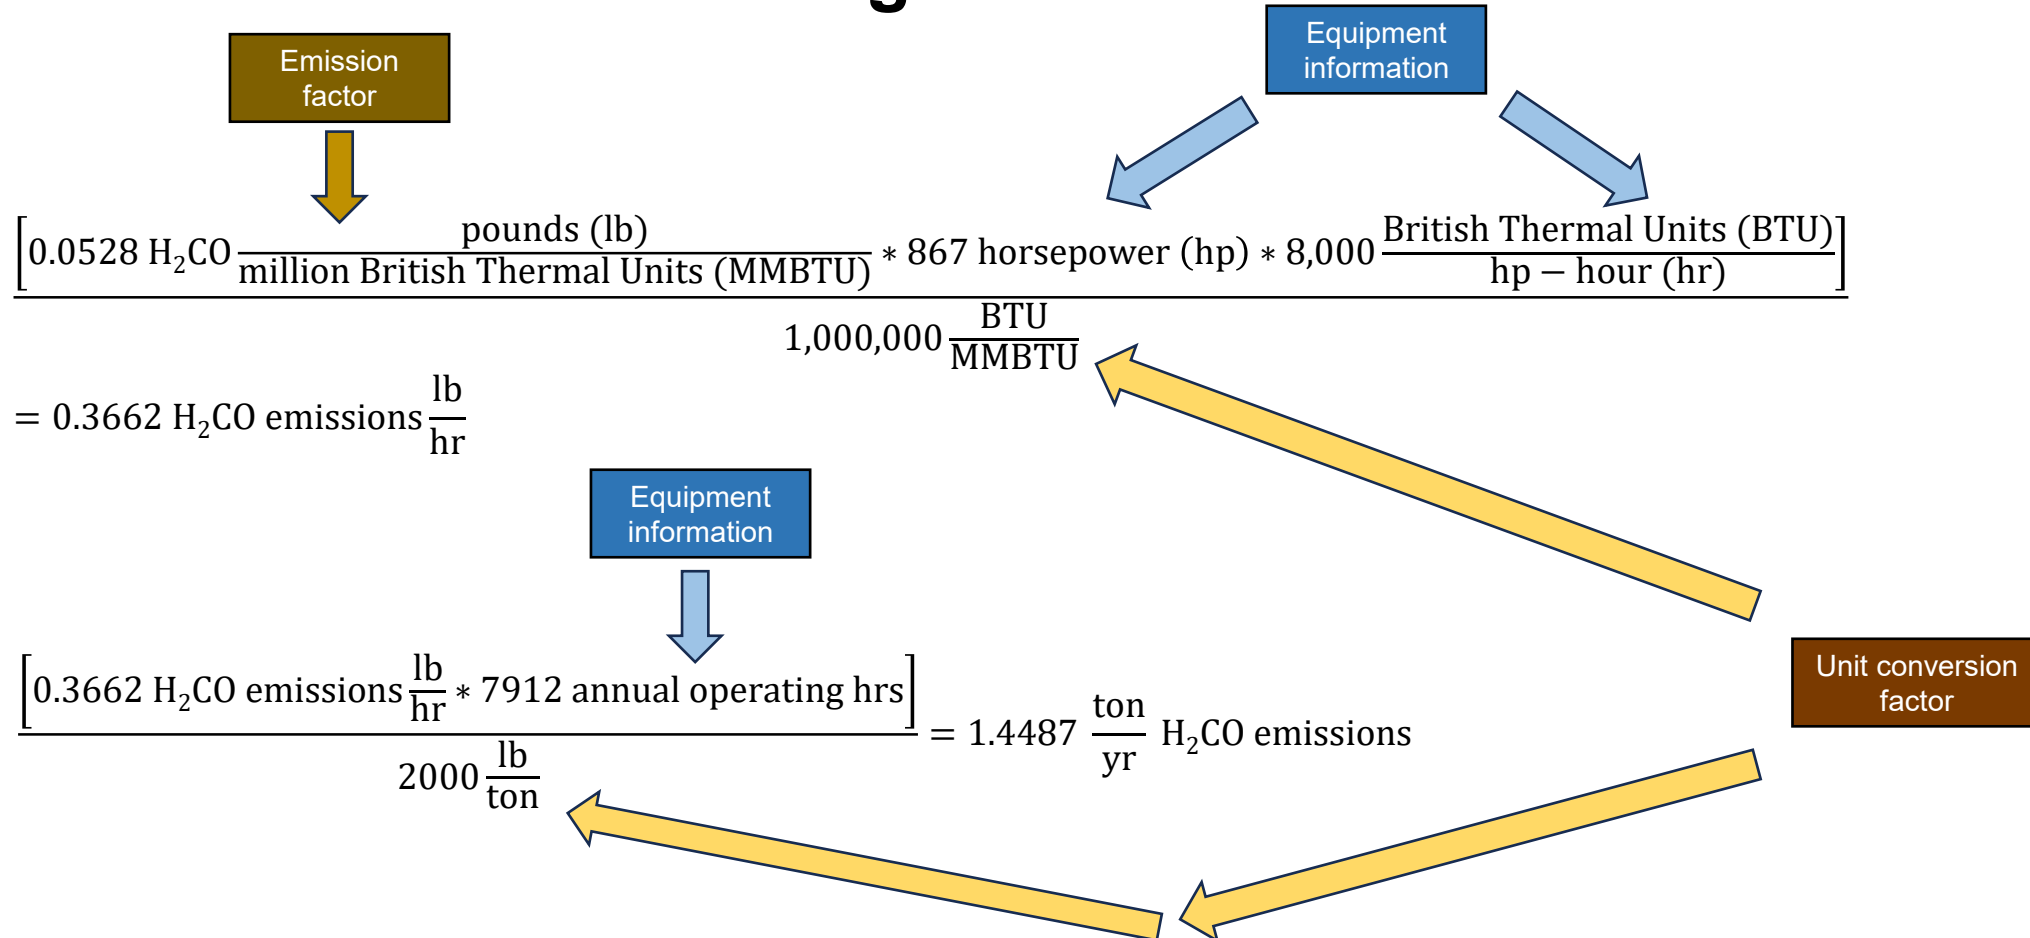 g
Emission
factor
Equipment
information
[0.0528 H₂CO pounds (lb) / million British Thermal Units (MMBTU) ∗ 867 horsepower (hp) ∗ 8,000 British Thermal Units (BTU) / hp − hour (hr)]
1,000,000 BTU / MMBTU
= 0.3662 H₂CO emissions lb / hr
Equipment
information
Unit conversion
factor
[0.3662 H₂CO emissions lb / hr ∗ 7912 annual operating hrs]
2000 lb / ton
= 1.4487 ton / yr H₂CO emissions